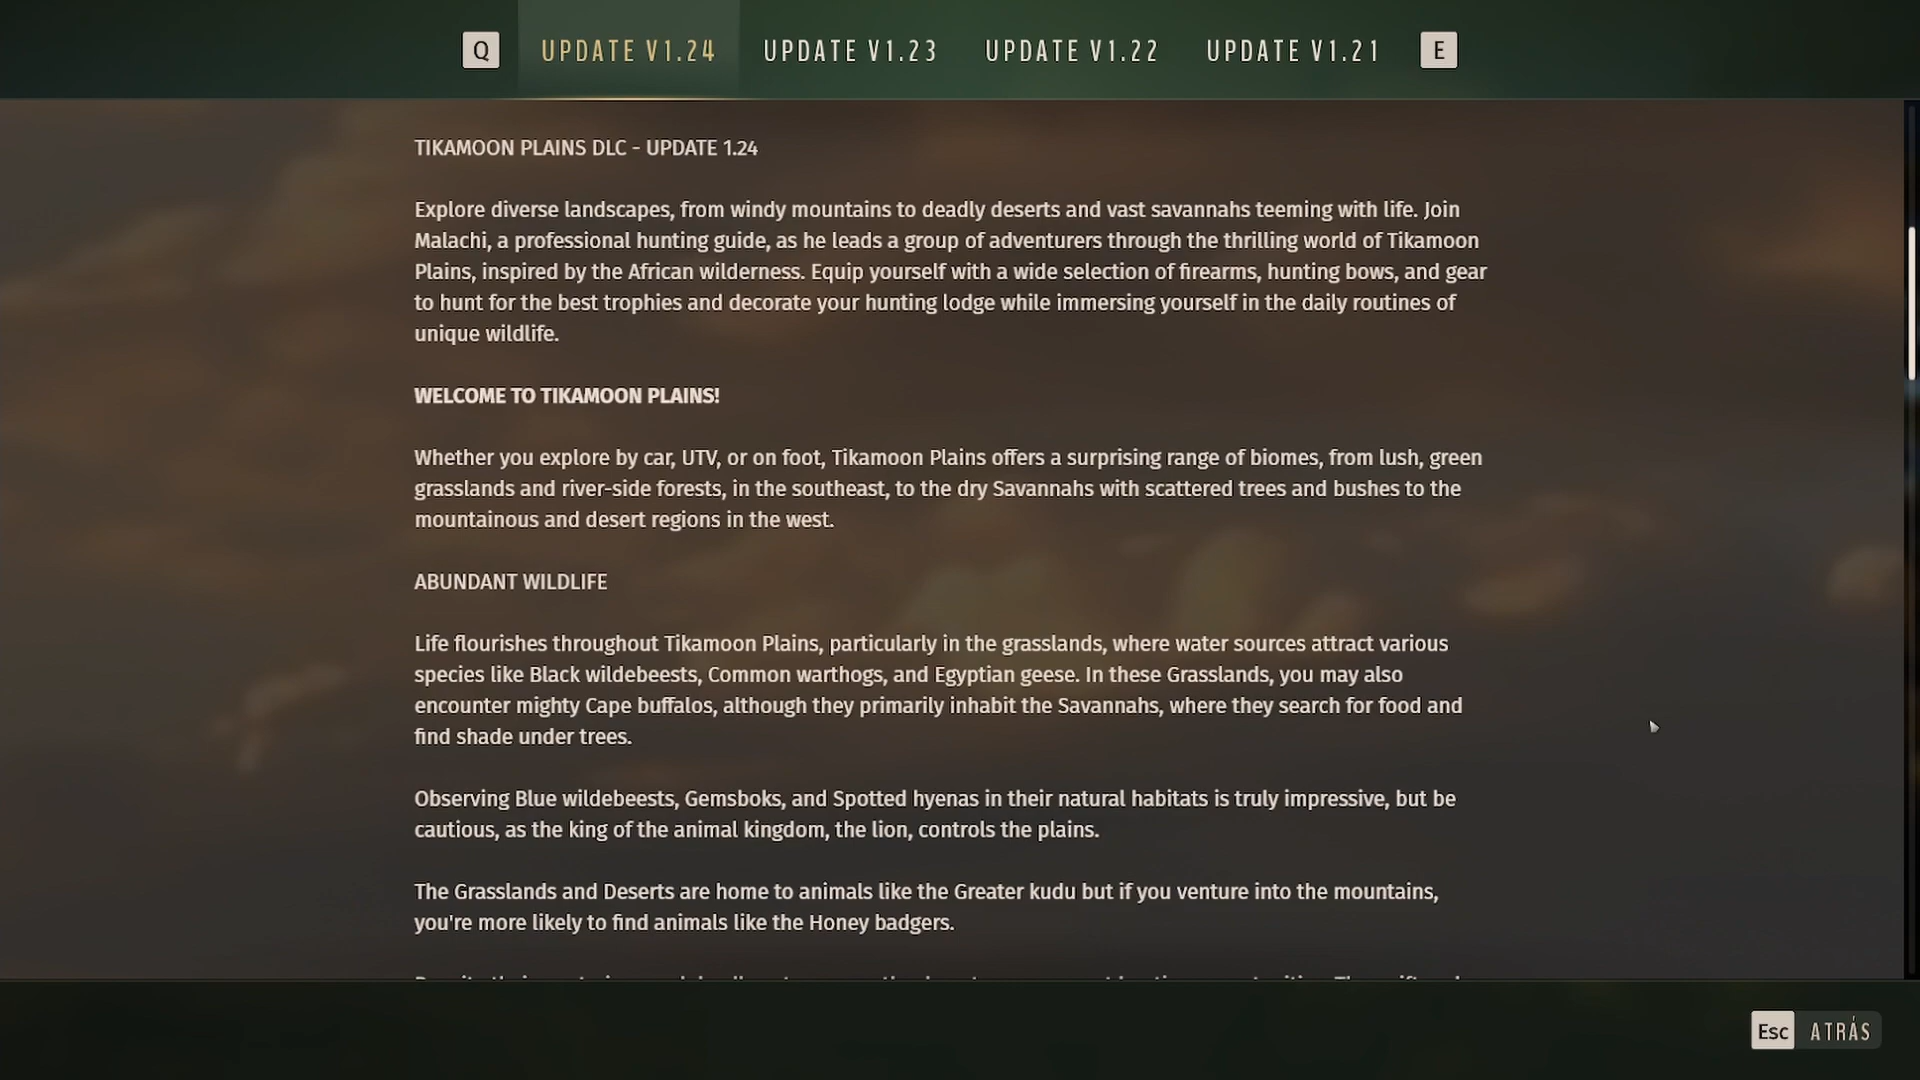 Q UPDATE V1.24 UPDATE V1.23 UPDATE V1.22 UPDATE V1.21 E
TIKAMOON PLAINS DLC - UPDATE 1.24
Explore diverse landscapes, from windy mountains to deadly deserts and vast savannahs teeming with life. Join
Malachi, a professional hunting guide, as he leads a group of adventurers through the thrilling world of Tikamoon
Plains, inspired by the African wilderness. Equip yourself with a wide selection of firearms, hunting bows, and gear
to hunt for the best trophies and decorate your hunting lodge while immersing yourself in the daily routines of
unique wildlife.
WELCOME TO TIKAMOON PLAINS!
Whether you explore by car, UTV, or on foot, Tikamoon Plains offers a surprising range of biomes, from lush, green
grasslands and river-side forests, in the southeast, to the dry Savannahs with scattered trees and bushes to the
mountainous and desert regions in the west.
ABUNDANT WILDLIFE
Life flourishes throughout Tikamoon Plains, particularly in the grasslands, where water sources attract various
species like Black wildebeests, Common warthogs, and Egyptian geese. In these Grasslands, you may also
encounter mighty Cape buffalos, although they primarily inhabit the Savannahs, where they search for food and
find shade under trees.
Observing Blue wildebeests, Gemsboks, and Spotted hyenas in their natural habitats is truly impressive, but be
cautious, as the king of the animal kingdom, the lion, controls the plains.
The Grasslands and Deserts are home to animals like the Greater kudu but if you venture into the mountains,
you're more likely to find animals like the Honey badgers.
Esc ATRÁS